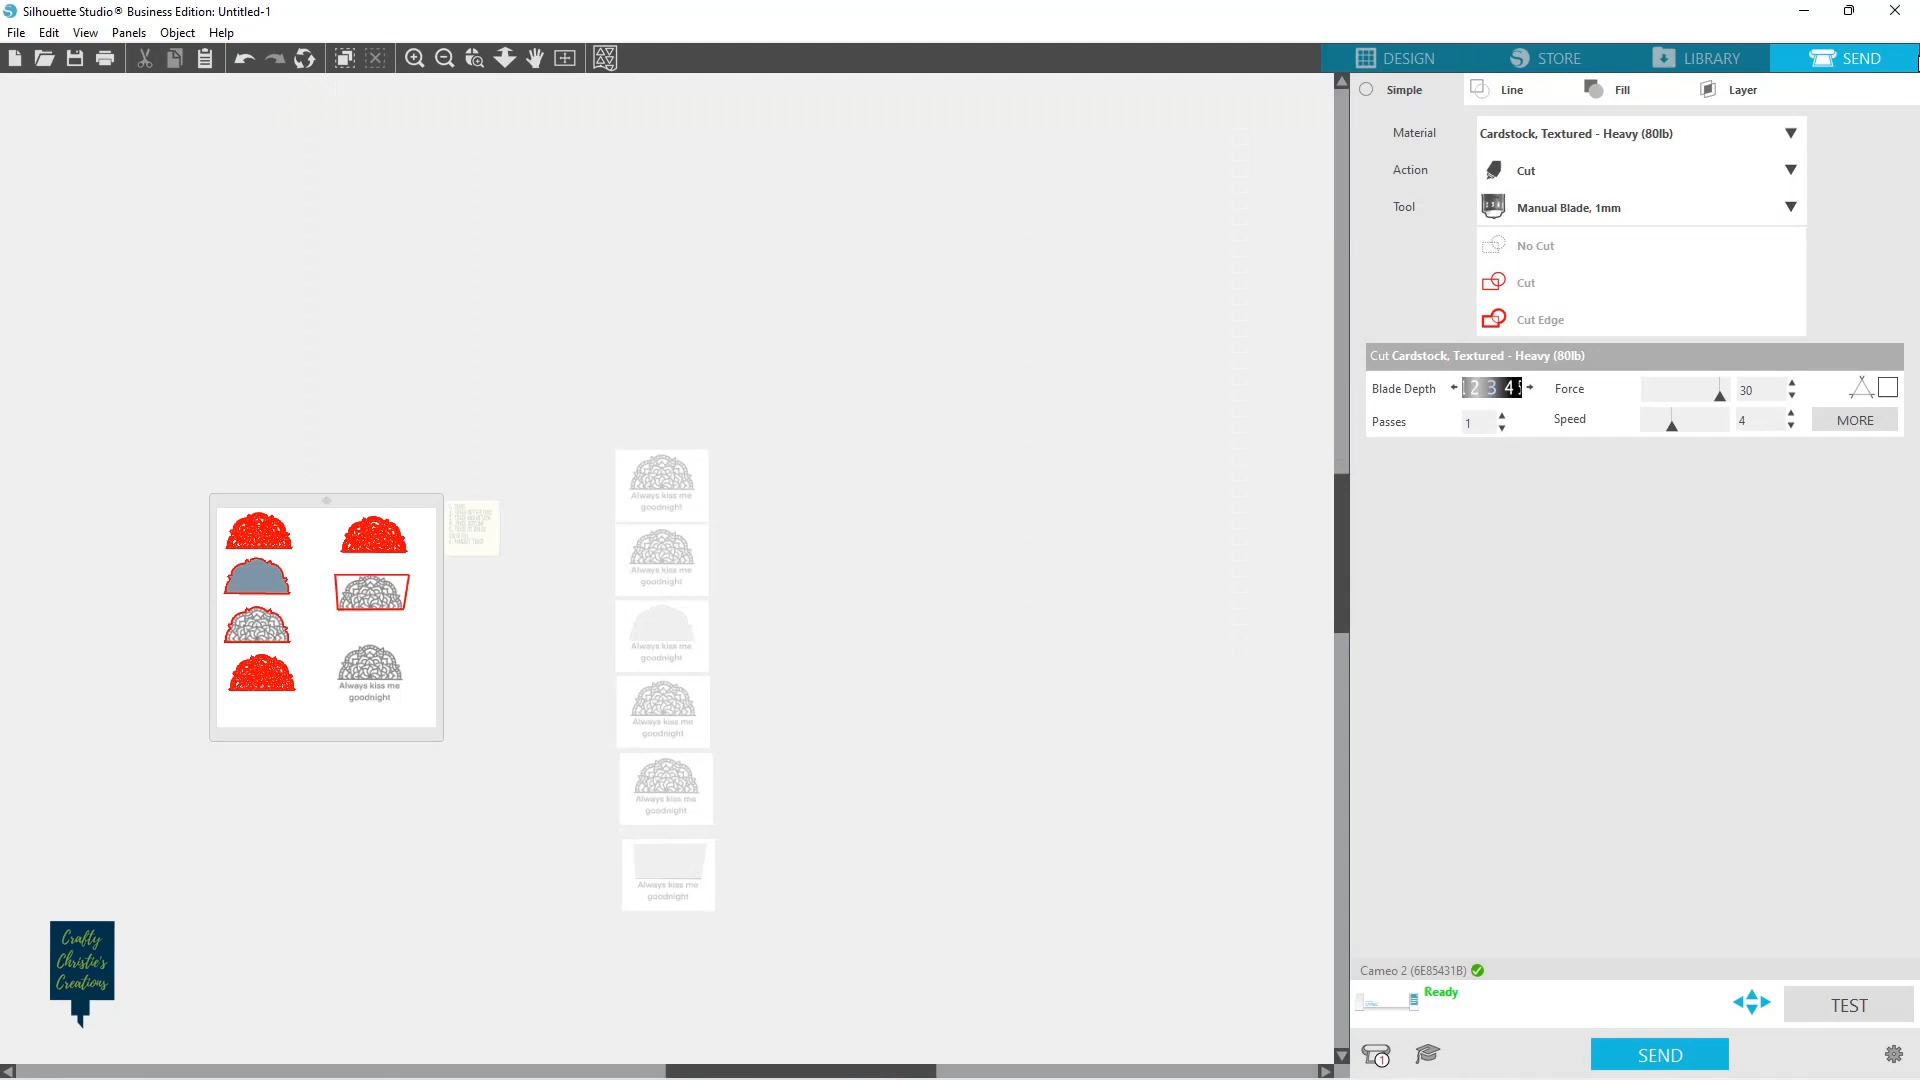 Silhouette Studio® Business Edition: Untitled-1
File Edit View Panels Object Help
DESIGN STORE LIBRARY SEND
Simple Line Fill Layer
Material Cardstock, Textured - Heavy (80lb)
Action Cut
Tool Manual Blade, 1mm
No Cut
Cut
Cut Edge
Cut Cardstock, Textured - Heavy (80lb)
Blade Depth 2 3 4 Force 30
Passes 1 Speed 4 MORE
Always kiss me
goodnight
Always kiss me
goodnight
Always kiss me
goodnight
Always kiss me
goodnight
Always kiss me
goodnight
Always kiss me
goodnight
Always kiss me
goodnight
Crafty
Christie's
Creations
Cameo 2 (6E85431B)
Ready
TEST
1
SEND